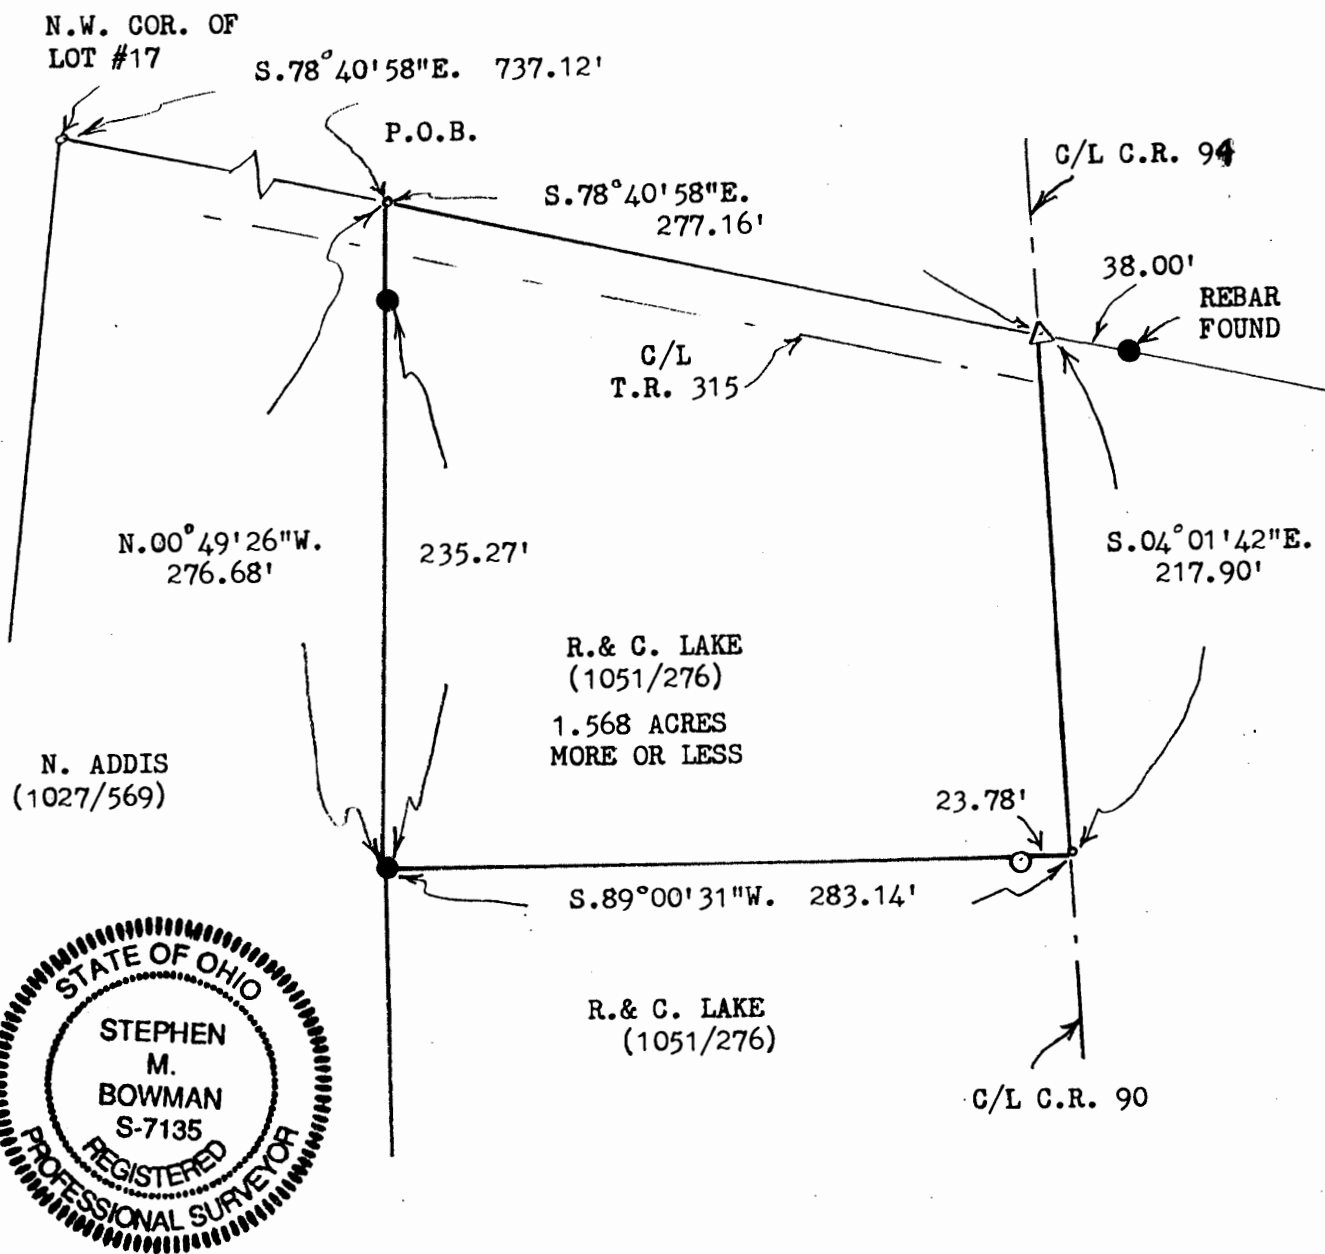 N.W. COR. OF
LOT #17
S.78°40'58"E. 737.12'
P.O.B.
C/L C.R. 94
S.78°40'58"E.
277.16'
38.00'
REBAR
FOUND
C/L
T.R. 315
N.00°49'26"W.
276.68'
235.27'
S.04°01'42"E.
217.90'
R.& C. LAKE
(1051/276)
1.568 ACRES
MORE OR LESS
N. ADDIS
(1027/569)
23.78'
S.89°00'31"W. 283.14'
R.& C. LAKE
(1051/276)
C/L C.R. 90
STATE OF OHIO
STEPHEN
M.
BOWMAN
S-7135
REGISTERED
PROFESSIONAL SURVEYOR